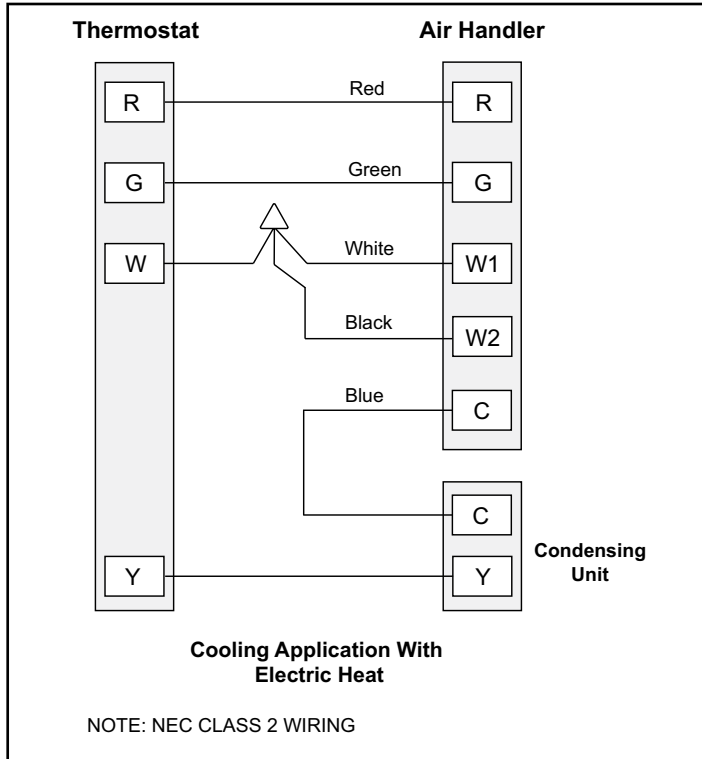 Thermostat
Air Handler
R
Red
R
G
Green
G
W
White
W1
Black
W2
Blue
C
C
Condensing
Unit
Y
Y
Cooling Application With
Electric Heat
NOTE: NEC CLASS 2 WIRING